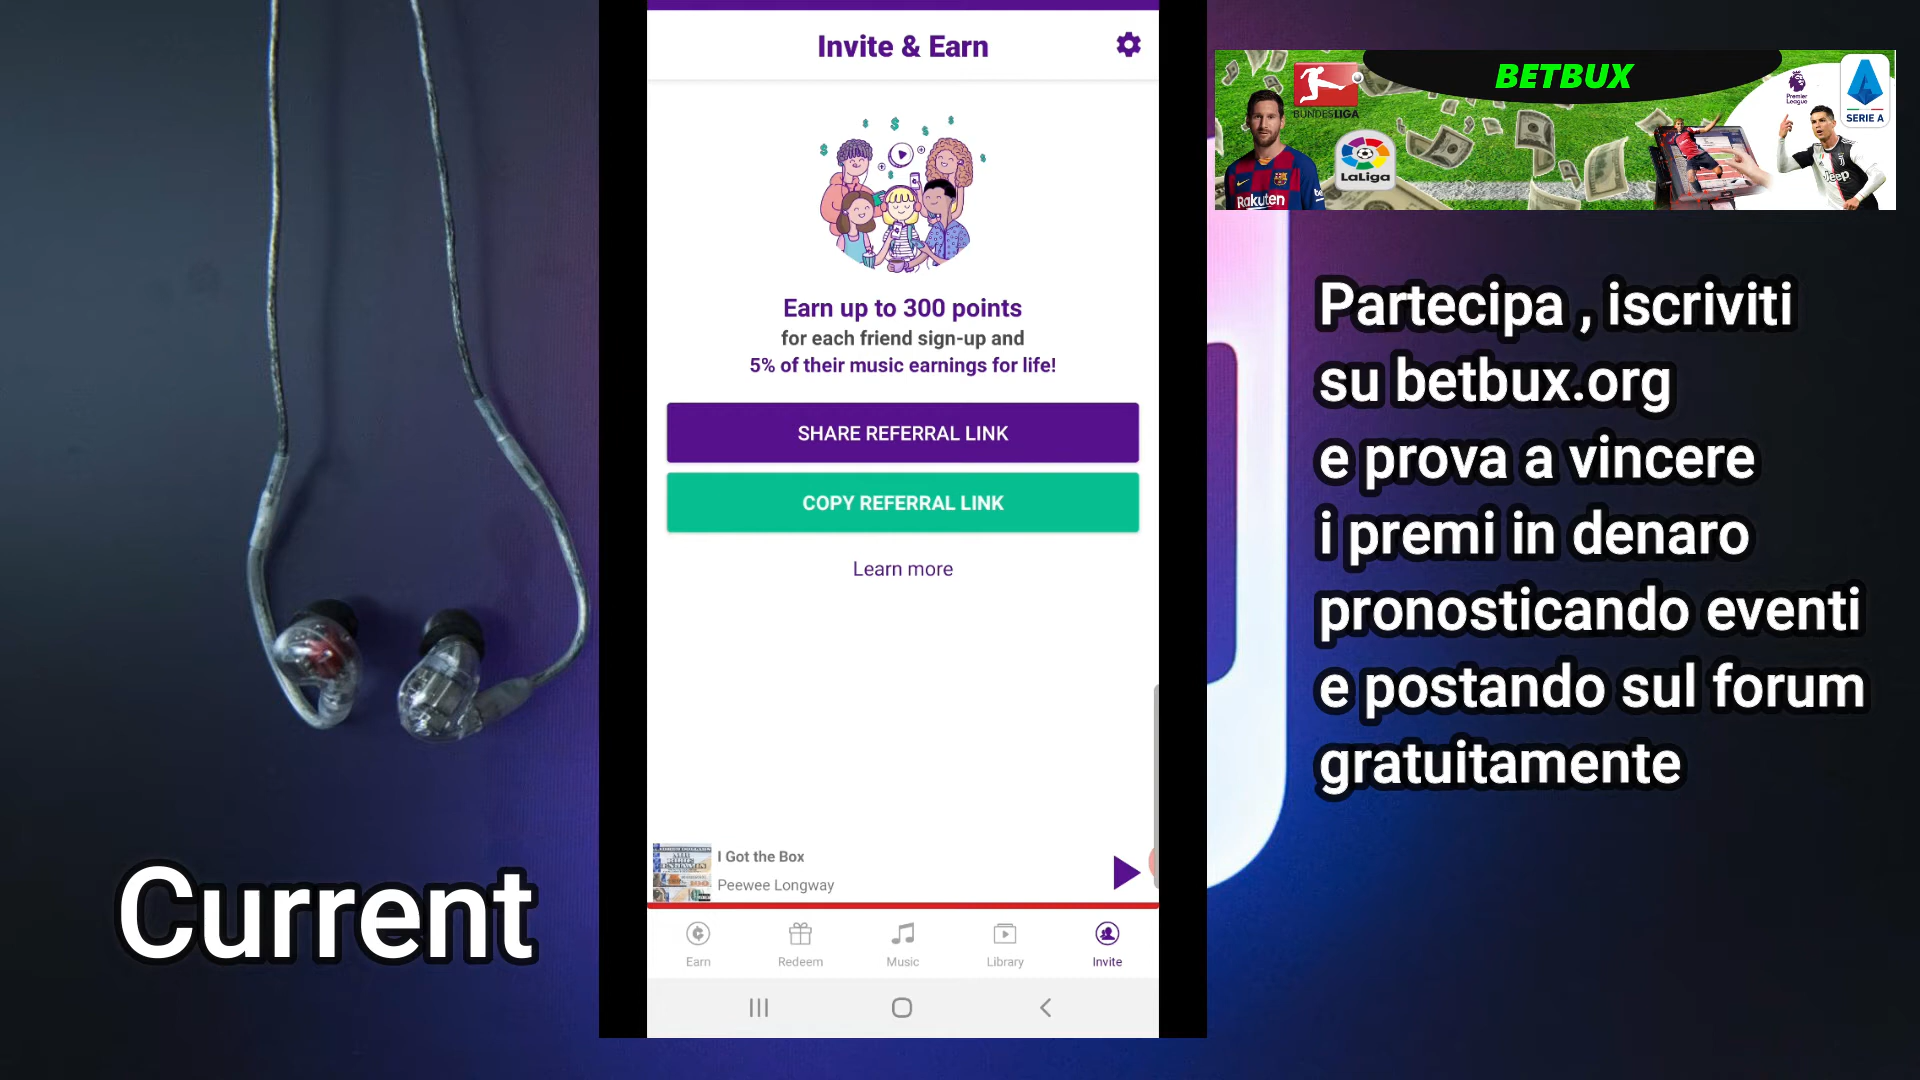 Invite & Earn
Earn up to 300 points
for each friend sign-up and
5% of their music earnings for life!
SHARE REFERRAL LINK
COPY REFERRAL LINK
Learn more
I Got the Box
Peewee Longway
Earn
Redeem
Music
Library
Invite
Current
BETBUX
BUNDESLIGA
LaLiga
Premier
League
SERIE A
Rakuten
Jeep
Partecipa , iscriviti
su betbux.org
e prova a vincere
i premi in denaro
pronosticando eventi
e postando sul forum
gratuitamente